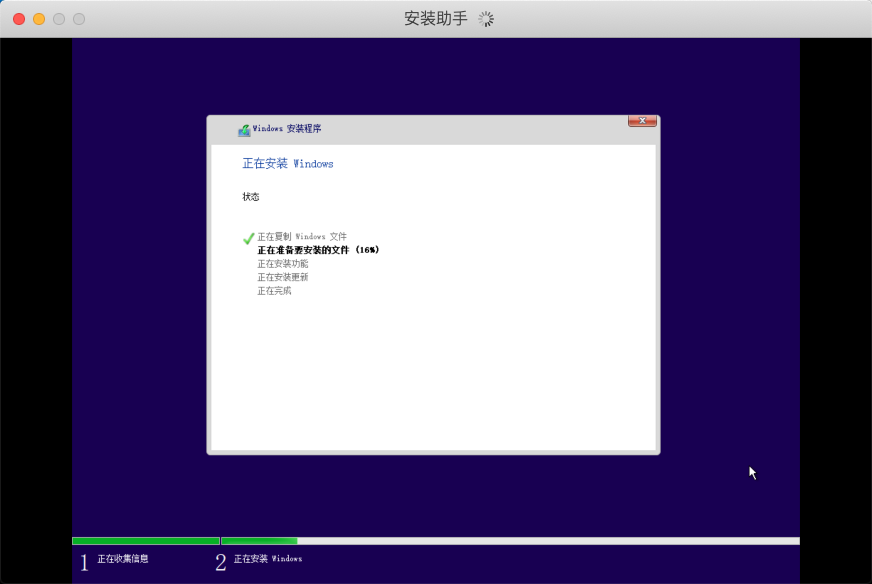 安装助手
Windows 安装程序
正在安装 Windows
状态
正在复制 Windows 文件
正在准备要安装的文件 (16%)
正在安装功能
正在安装更新
正在完成
1 正在收集信息 2 正在安装 Windows